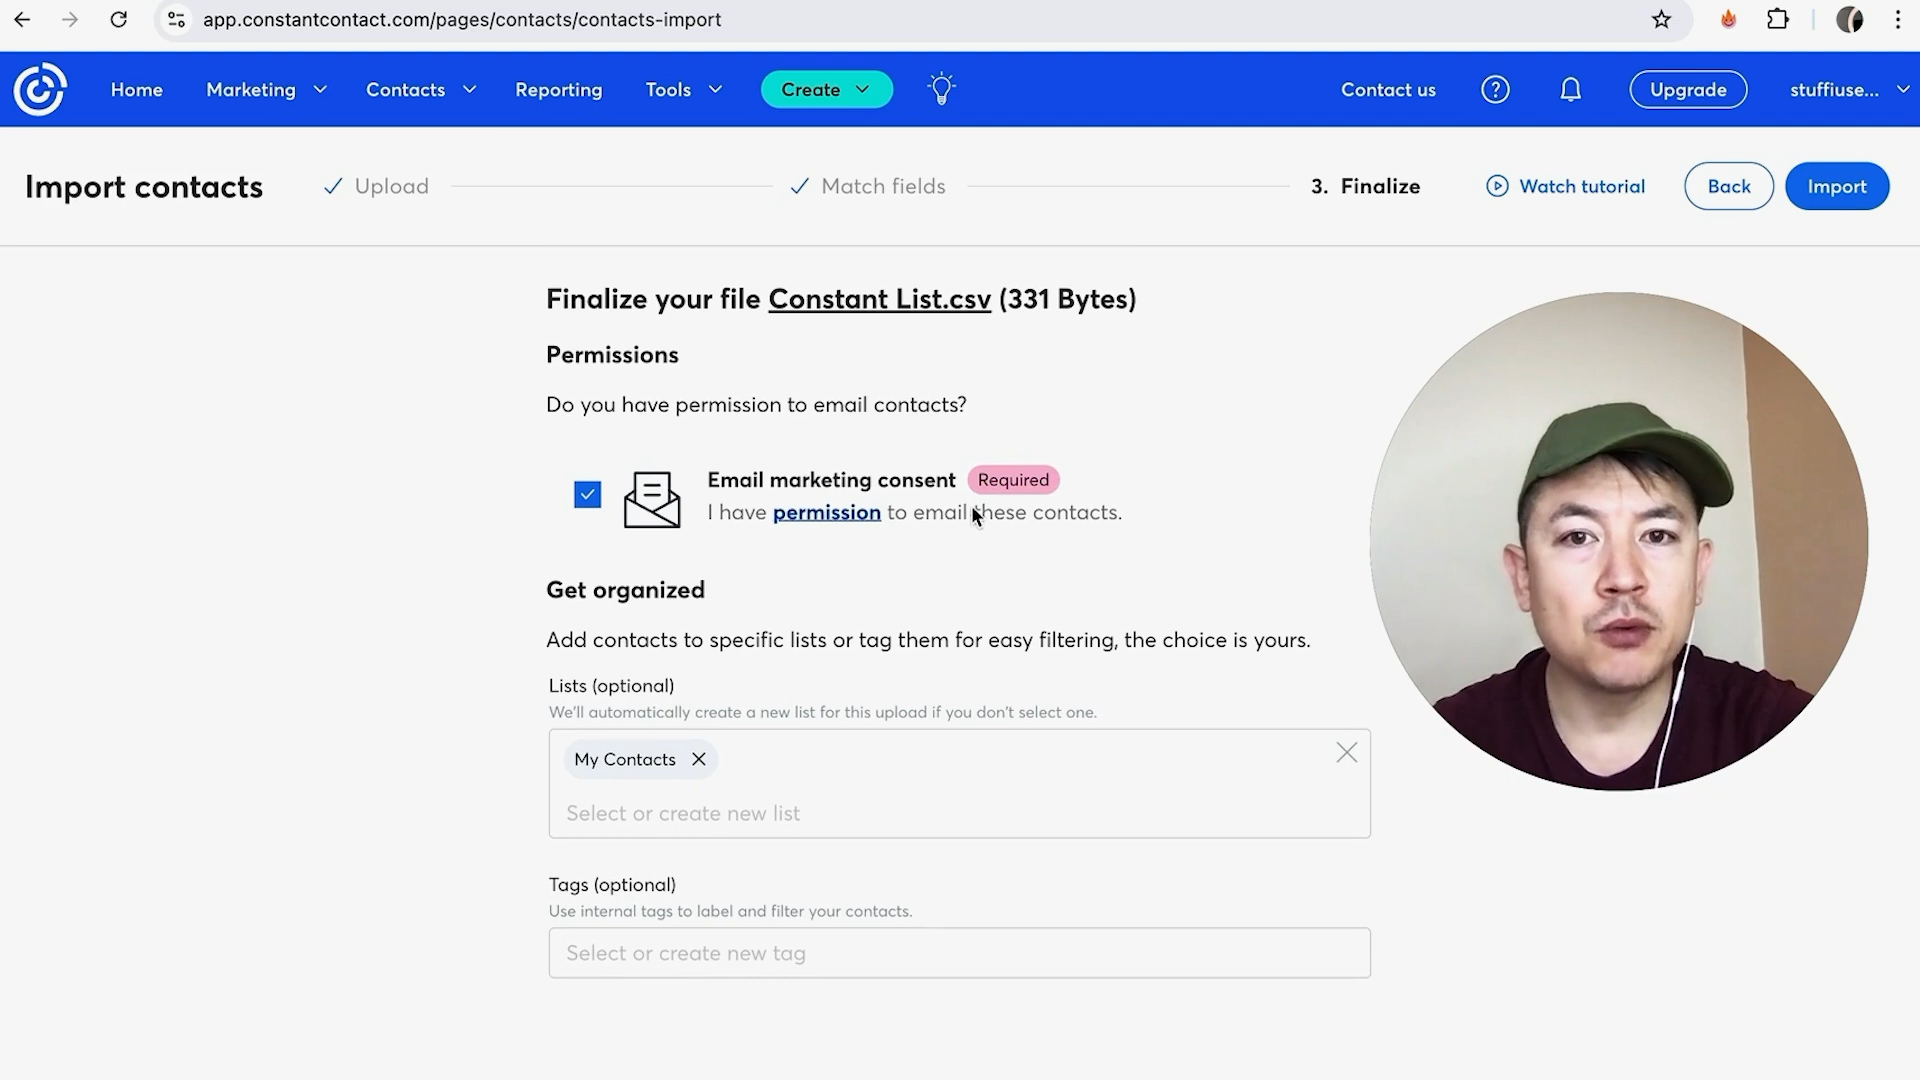 app.constantcontact.com/pages/contacts/contacts-import
Home Marketing Contacts Reporting Tools Create Contact us Upgrade stuffiuse...
Import contacts Upload Match fields 3. Finalize Watch tutorial Back Import
Finalize your file Constant List.csv (331 Bytes)
Permissions
Do you have permission to email contacts?
Email marketing consent Required
I have permission to email these contacts.
Get organized
Add contacts to specific lists or tag them for easy filtering, the choice is yours.
Lists (optional)
We'll automatically create a new list for this upload if you don't select one.
My Contacts
Select or create new list
Tags (optional)
Use internal tags to label and filter your contacts.
Select or create new tag